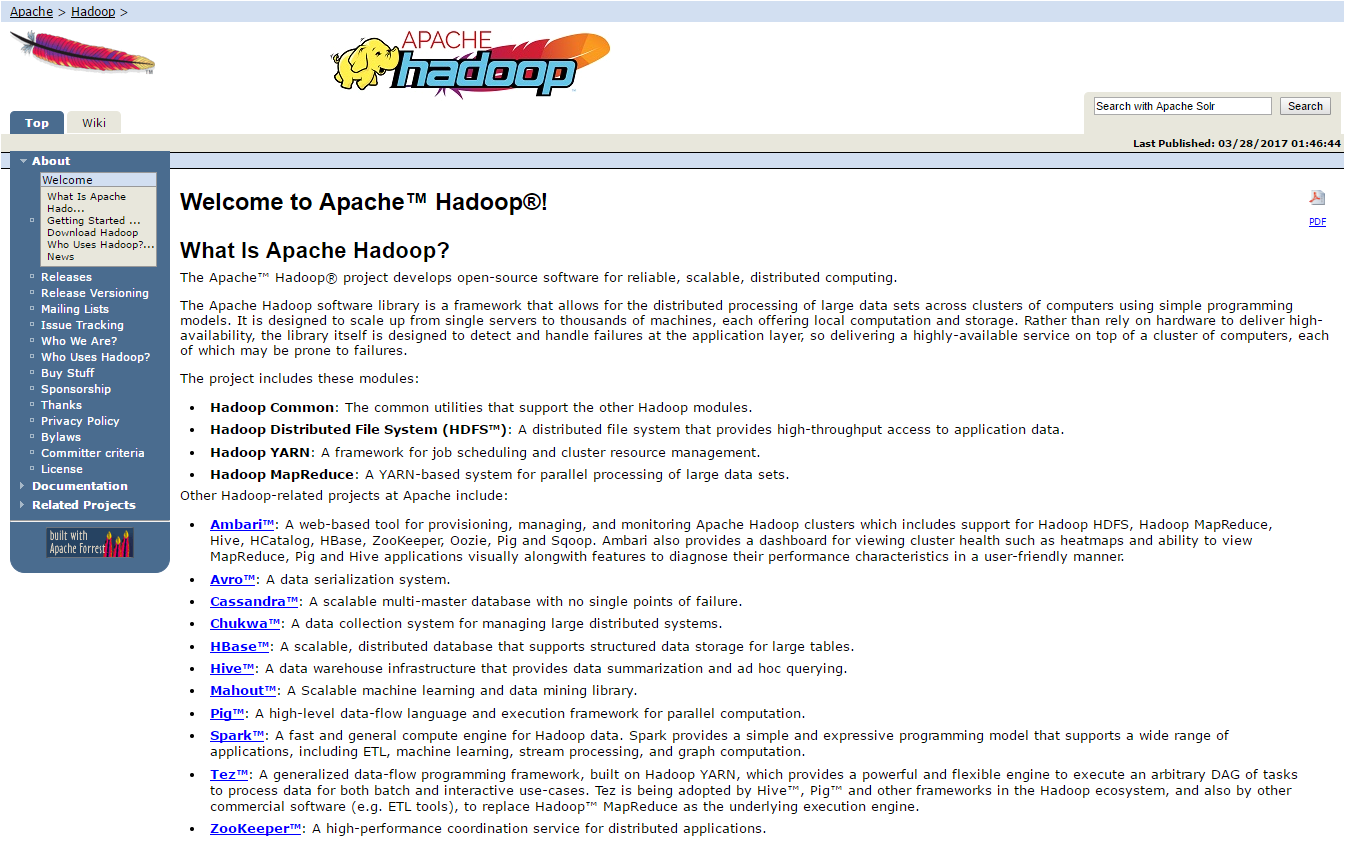 Apache > Hadoop >
APACHE
hadoop
Search with Apache Solr Search
Top Wiki
Last Published: 03/28/2017 01:46:44
About
Welcome
What Is Apache
Hado...
Getting Started ...
Download Hadoop
Who Uses Hadoop?...
News
Releases
Release Versioning
Mailing Lists
Issue Tracking
Who We Are?
Who Uses Hadoop?
Buy Stuff
Sponsorship
Thanks
Privacy Policy
Bylaws
Committer criteria
License
Documentation
Related Projects
built with
Apache Forrest
Welcome to Apache™ Hadoop®!
PDF
What Is Apache Hadoop?
The Apache™ Hadoop® project develops open-source software for reliable, scalable, distributed computing.
The Apache Hadoop software library is a framework that allows for the distributed processing of large data sets across clusters of computers using simple programming
models. It is designed to scale up from single servers to thousands of machines, each offering local computation and storage. Rather than rely on hardware to deliver high-
availability, the library itself is designed to detect and handle failures at the application layer, so delivering a highly-available service on top of a cluster of computers, each
of which may be prone to failures.
The project includes these modules:
• Hadoop Common: The common utilities that support the other Hadoop modules.
• Hadoop Distributed File System (HDFS™): A distributed file system that provides high-throughput access to application data.
• Hadoop YARN: A framework for job scheduling and cluster resource management.
• Hadoop MapReduce: A YARN-based system for parallel processing of large data sets.
Other Hadoop-related projects at Apache include:
• Ambari™: A web-based tool for provisioning, managing, and monitoring Apache Hadoop clusters which includes support for Hadoop HDFS, Hadoop MapReduce,
Hive, HCatalog, HBase, ZooKeeper, Oozie, Pig and Sqoop. Ambari also provides a dashboard for viewing cluster health such as heatmaps and ability to view
MapReduce, Pig and Hive applications visually alongwith features to diagnose their performance characteristics in a user-friendly manner.
• Avro™: A data serialization system.
• Cassandra™: A scalable multi-master database with no single points of failure.
• Chukwa™: A data collection system for managing large distributed systems.
• HBase™: A scalable, distributed database that supports structured data storage for large tables.
• Hive™: A data warehouse infrastructure that provides data summarization and ad hoc querying.
• Mahout™: A Scalable machine learning and data mining library.
• Pig™: A high-level data-flow language and execution framework for parallel computation.
• Spark™: A fast and general compute engine for Hadoop data. Spark provides a simple and expressive programming model that supports a wide range of
applications, including ETL, machine learning, stream processing, and graph computation.
• Tez™: A generalized data-flow programming framework, built on Hadoop YARN, which provides a powerful and flexible engine to execute an arbitrary DAG of tasks
to process data for both batch and interactive use-cases. Tez is being adopted by Hive™, Pig™ and other frameworks in the Hadoop ecosystem, and also by other
commercial software (e.g. ETL tools), to replace Hadoop™ MapReduce as the underlying execution engine.
• ZooKeeper™: A high-performance coordination service for distributed applications.